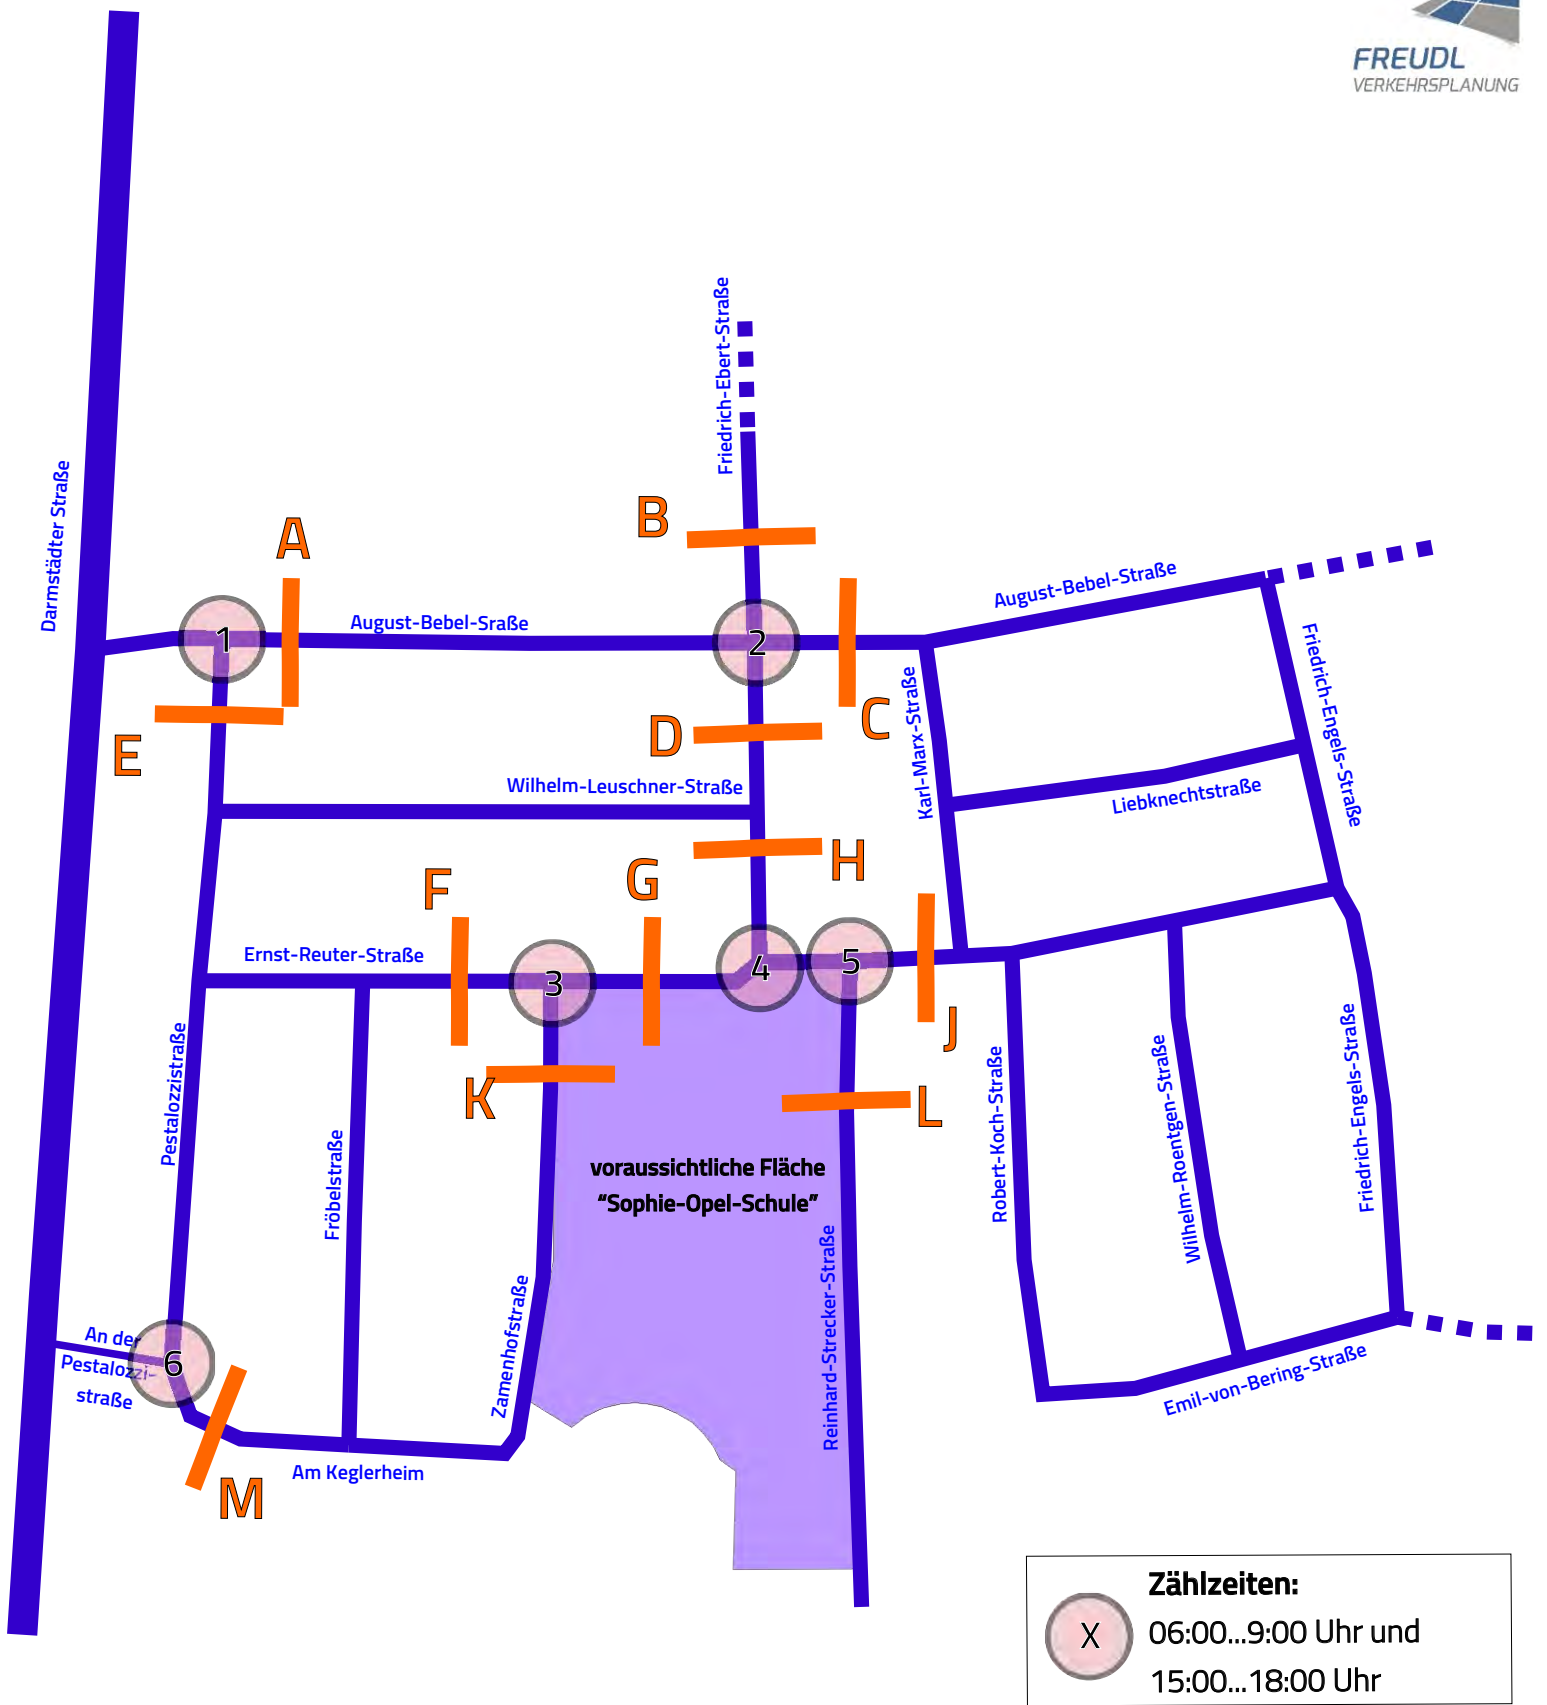 FREUDL
VERKEHRSPLANUNG
Friedrich-Ebert-Straße
Darmstädter Straße
B
A
August-Bebel-Straße
1
August-Bebel-Sraße
2
Friedrich-Engels-Straße
E
D
C
Karl-Marx-Straße
Wilhelm-Leuschner-Straße
Liebknechtstraße
F
G
H
Ernst-Reuter-Straße
3
4
5
J
Pestalozzistraße
K
L
Fröbelstraße
voraussichtliche Fläche
“Sophie-Opel-Schule”
Robert-Koch-Straße
Wilhelm-Roentgen-Straße
Friedrich-Engels-Straße
Zamenhofstraße
Reinhard-Strecker-Straße
An der
Pestalozzi-
straße
6
Emil-von-Bering-Straße
Am Keglerheim
M
Zählzeiten:
X
06:00...9:00 Uhr und
15:00...18:00 Uhr